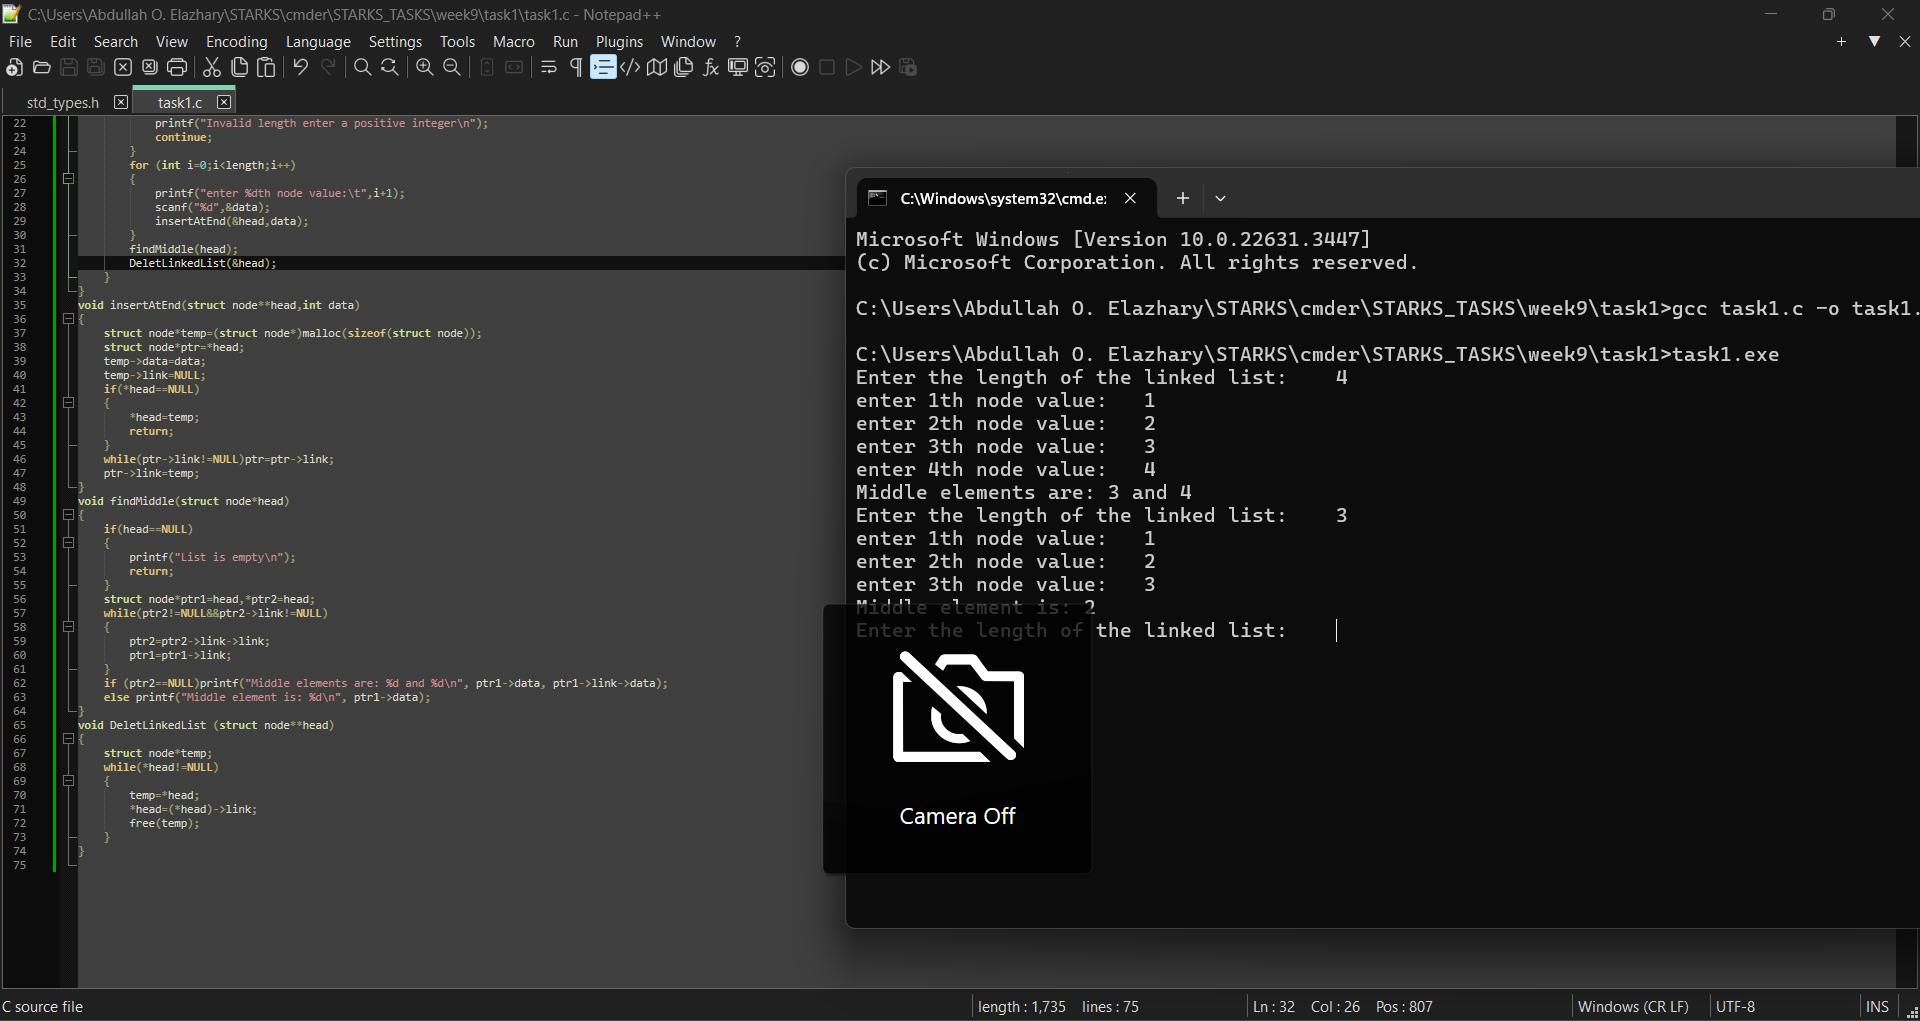 C:\Users\Abdullah O. Elazhary\STARKS\cmder\STARKS_TASKS\week9\task1\task1.c - Notepad++
File Edit Search View Encoding Language Settings Tools Macro Run Plugins Window ?
std_types.h task1.c
22 printf("Invalid length enter a positive integer\n");
23 continue;
24 }
25 for (int i=0;i<length;i++)
26 {
27 printf("enter %dth node value:\t",i+1);
28 scanf("%d",&data);
29 insertAtEnd(&head,data);
30 }
31 findMiddle(head);
32 DeletLinkedList(&head);
33 }
34 }
35 void insertAtEnd(struct node**head,int data)
36 {
37 struct node*temp=(struct node*)malloc(sizeof(struct node));
38 struct node*ptr=*head;
39 temp->data=data;
40 temp->link=NULL;
41 if(*head==NULL)
42 {
43 *head=temp;
44 return;
45 }
46 while(ptr->link!=NULL)ptr=ptr->link;
47 ptr->link=temp;
48 }
49 void findMiddle(struct node*head)
50 {
51 if(head==NULL)
52 {
53 printf("List is empty\n");
54 return;
55 }
56 struct node*ptr1=head,*ptr2=head;
57 while(ptr2!=NULL&&ptr2->link!=NULL)
58 {
59 ptr2=ptr2->link->link;
60 ptr1=ptr1->link;
61 }
62 if (ptr2==NULL)printf("Middle elements are: %d and %d\n", ptr1->data, ptr1->link->data);
63 else printf("Middle element is: %d\n", ptr1->data);
64 }
65 void DeletLinkedList (struct node**head)
66 {
67 struct node*temp;
68 while(*head!=NULL)
69 {
70 temp=*head;
71 *head=(*head)->link;
72 free(temp);
73 }
74 }
75
C:\Windows\system32\cmd.e:
Microsoft Windows [Version 10.0.22631.3447]
(c) Microsoft Corporation. All rights reserved.
C:\Users\Abdullah O. Elazhary\STARKS\cmder\STARKS_TASKS\week9\task1>gcc task1.c -o task1.
C:\Users\Abdullah O. Elazhary\STARKS\cmder\STARKS_TASKS\week9\task1>task1.exe
Enter the length of the linked list: 4
enter 1th node value: 1
enter 2th node value: 2
enter 3th node value: 3
enter 4th node value: 4
Middle elements are: 3 and 4
Enter the length of the linked list: 3
enter 1th node value: 1
enter 2th node value: 2
enter 3th node value: 3
Middle element is: 2
Enter the length of the linked list:
Camera Off
C source file length : 1,735 lines : 75 Ln : 32 Col : 26 Pos : 807 Windows (CR LF) UTF-8 INS